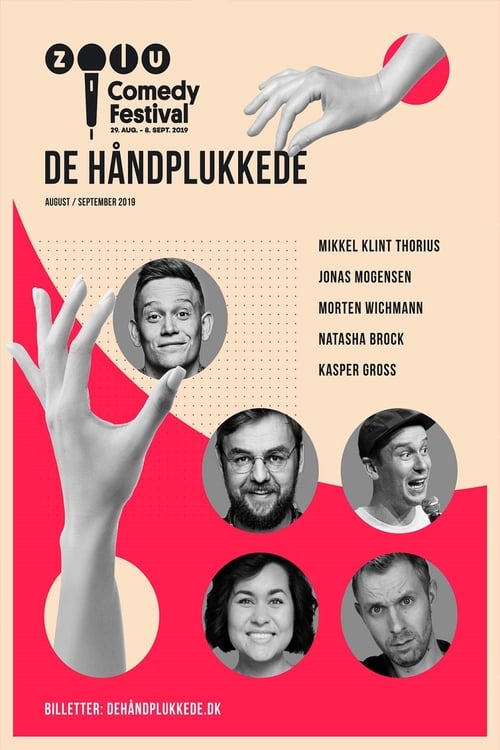 ZULU
Comedy
Festival
29. AUG. - 8. SEPT. 2019
DE HÅNDPLUKKEDE
AUGUST / SEPTEMBER 2019
MIKKEL KLINT THORIUS
JONAS MOGENSEN
MORTEN WICHMANN
NATASHA BROCK
KASPER GROSS
BILLETTER: DEHÅNDPLUKKEDE.DK